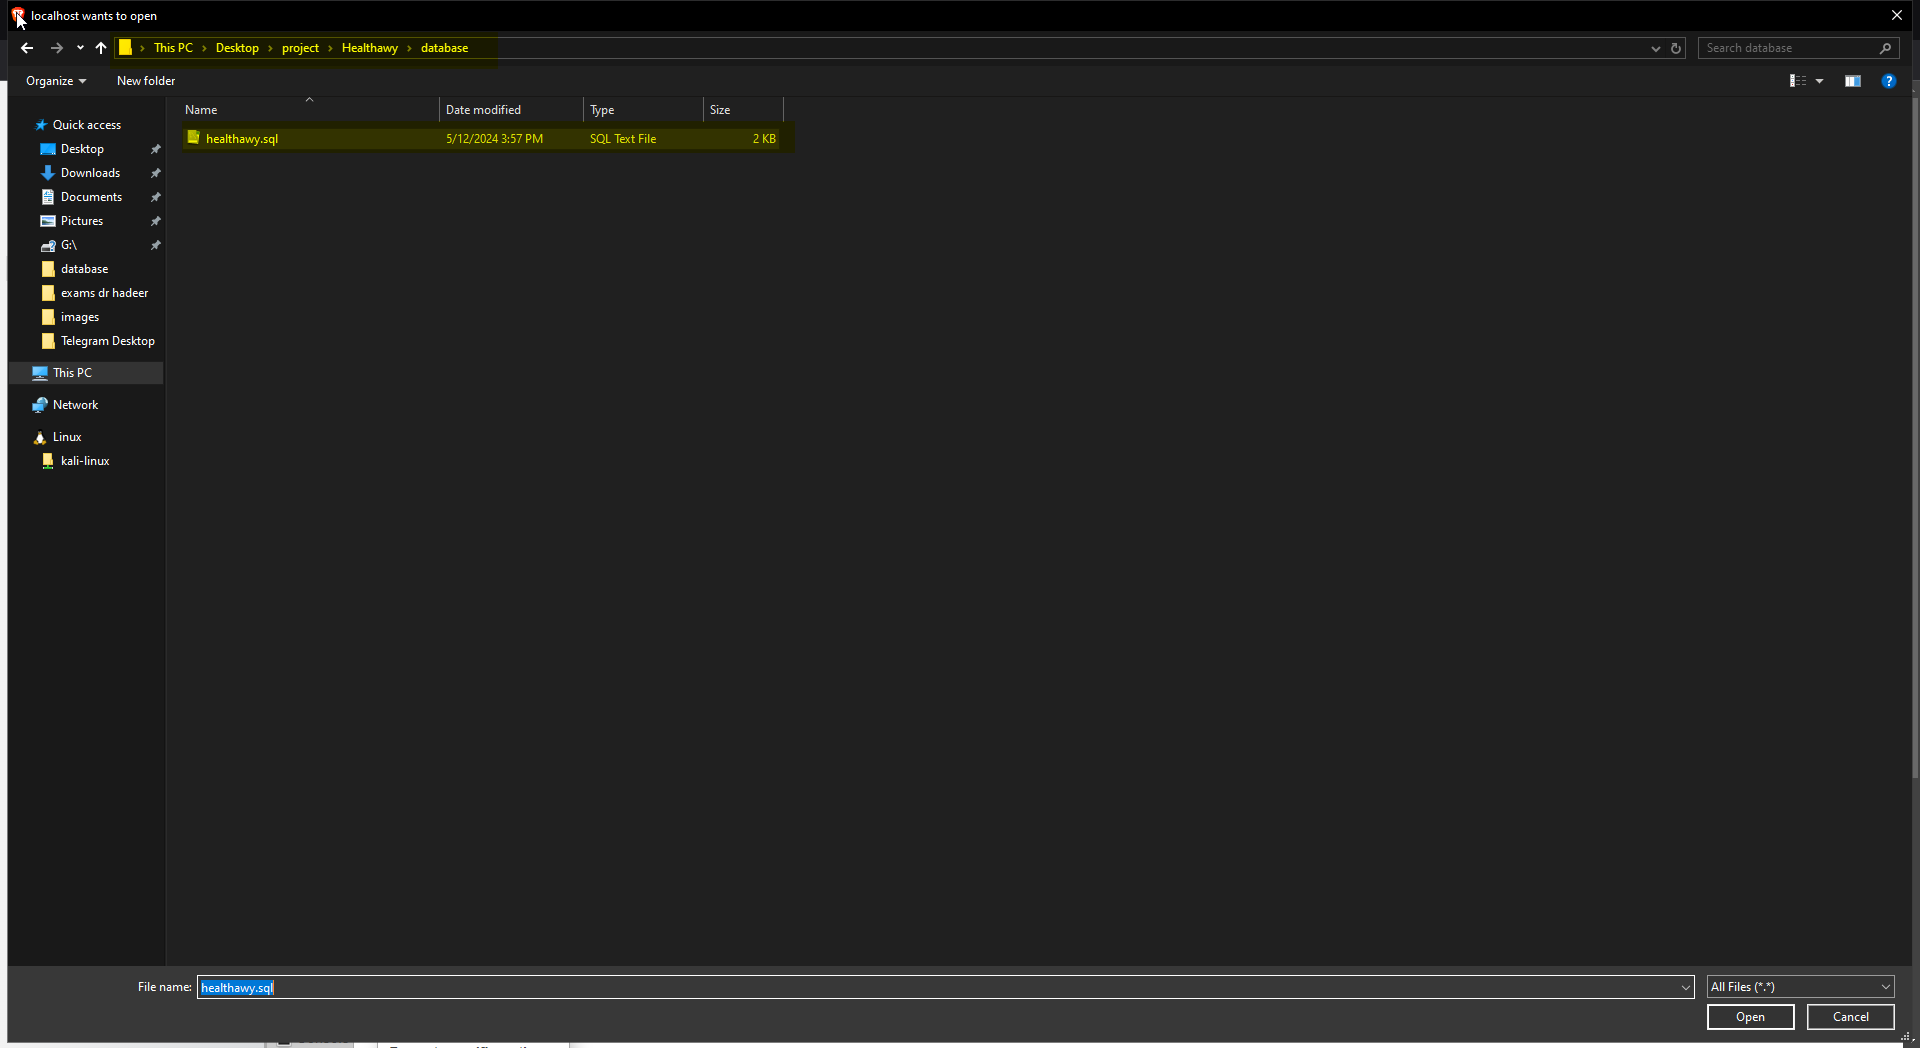 localhost wants to open
This PC > Desktop > project > Healthawy > database
Search database
Organize
New folder
Name
Date modified
Type
Size
healthawy.sql
5/12/2024 3:57 PM
SQL Text File
2 KB
Quick access
Desktop
Downloads
Documents
Pictures
G:\
database
exams dr hadeer
images
Telegram Desktop
This PC
Network
Linux
kali-linux
File name:
healthawy.sql
All Files (*.*)
Open
Cancel